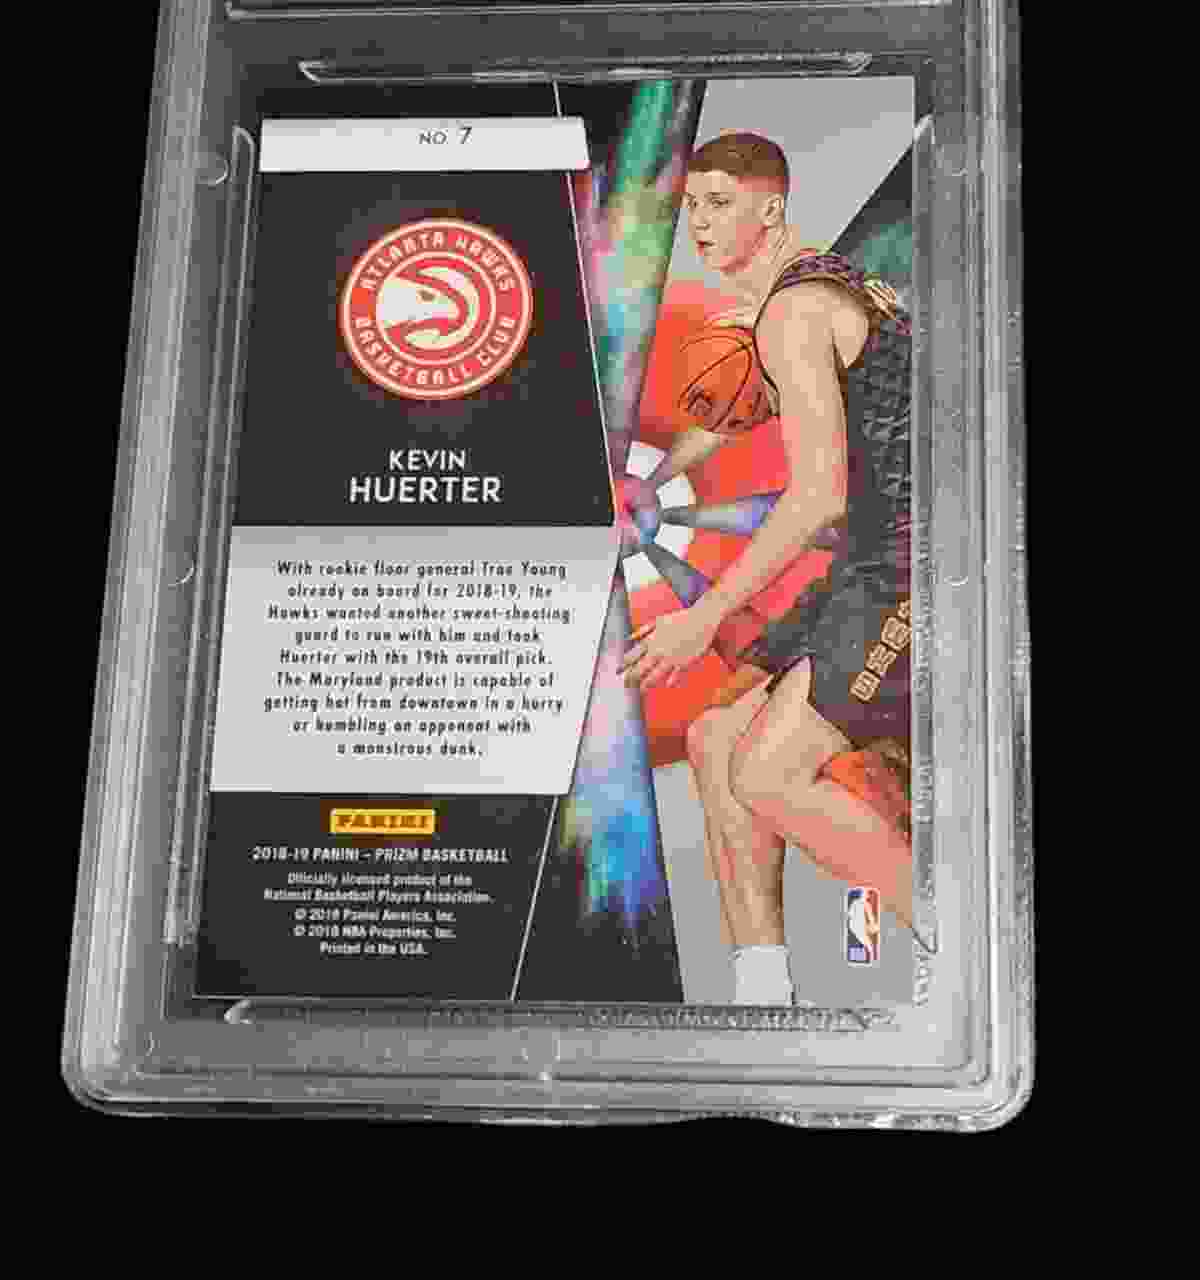 NO. 7
ATLANTA HAWKS
BASKETBALL CLUB
KEVIN
HUERTER
With rookie floor general Trae Young
already on board for 2018-19, the
Hawks wanted another sweet-shooting
guard to run with him and took
Huerter with the 19th overall pick.
The Maryland product is capable of
getting hot from downtown in a hurry
or humbling an opponent with
a monstrous dunk.
PANINI
2018-19 PANINI – PRIZM BASKETBALL
Officially licensed product of the
National Basketball Players Association.
© 2018 Panini America, Inc.
© 2018 NBA Properties, Inc.
Printed in the USA.